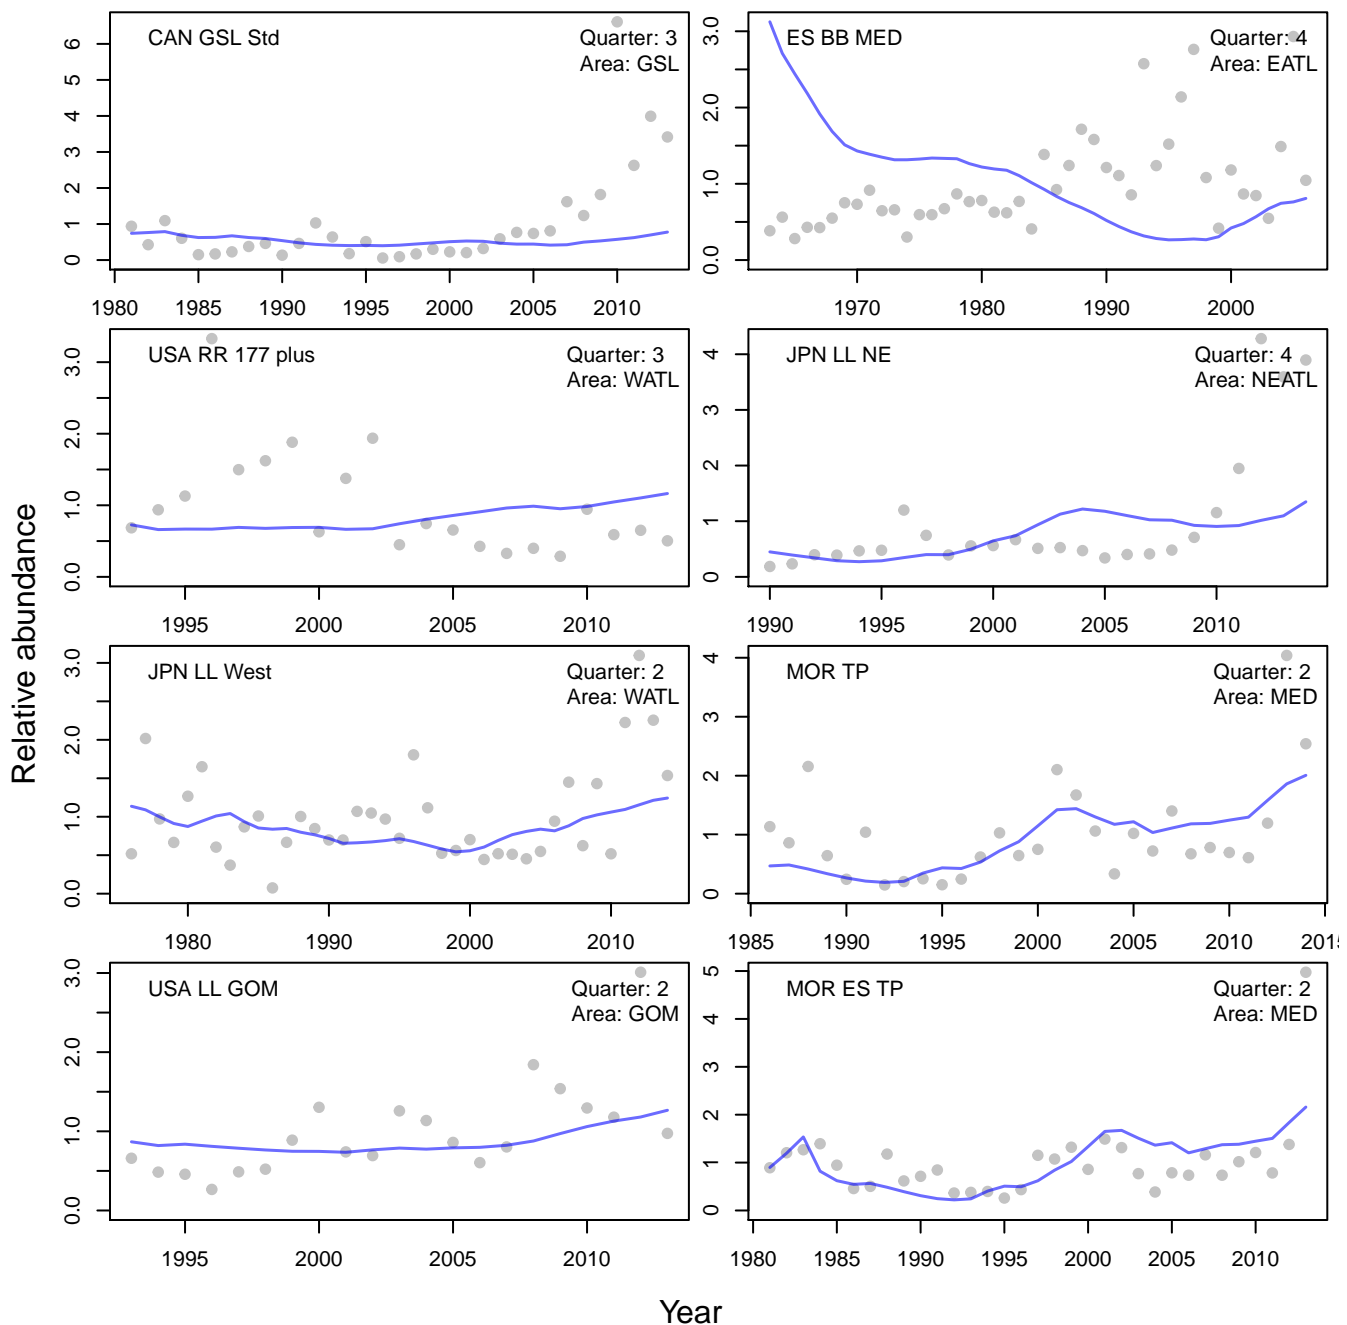 CAN GSL Std
Quarter: 3
Area: GSL
0 1 2 3 4 5 6
1980 1985 1990 1995 2000 2005 2010
ES BB MED
Quarter: 4
Area: EATL
0.0 1.0 2.0 3.0
1970 1980 1990 2000
USA RR 177 plus
Quarter: 3
Area: WATL
0.0 1.0 2.0 3.0
1995 2000 2005 2010
JPN LL NE
Quarter: 4
Area: NEATL
0 1 2 3 4
1990 1995 2000 2005 2010
JPN LL West
Quarter: 2
Area: WATL
0.0 1.0 2.0 3.0
1980 1990 2000 2010
MOR TP
Quarter: 2
Area: MED
0 1 2 3 4
1985 1990 1995 2000 2005 2010 201
USA LL GOM
Quarter: 2
Area: GOM
0.0 1.0 2.0 3.0
1995 2000 2005 2010
MOR ES TP
Quarter: 2
Area: MED
0 1 2 3 4 5
1980 1985 1990 1995 2000 2005 2010
Relative abundance
Year